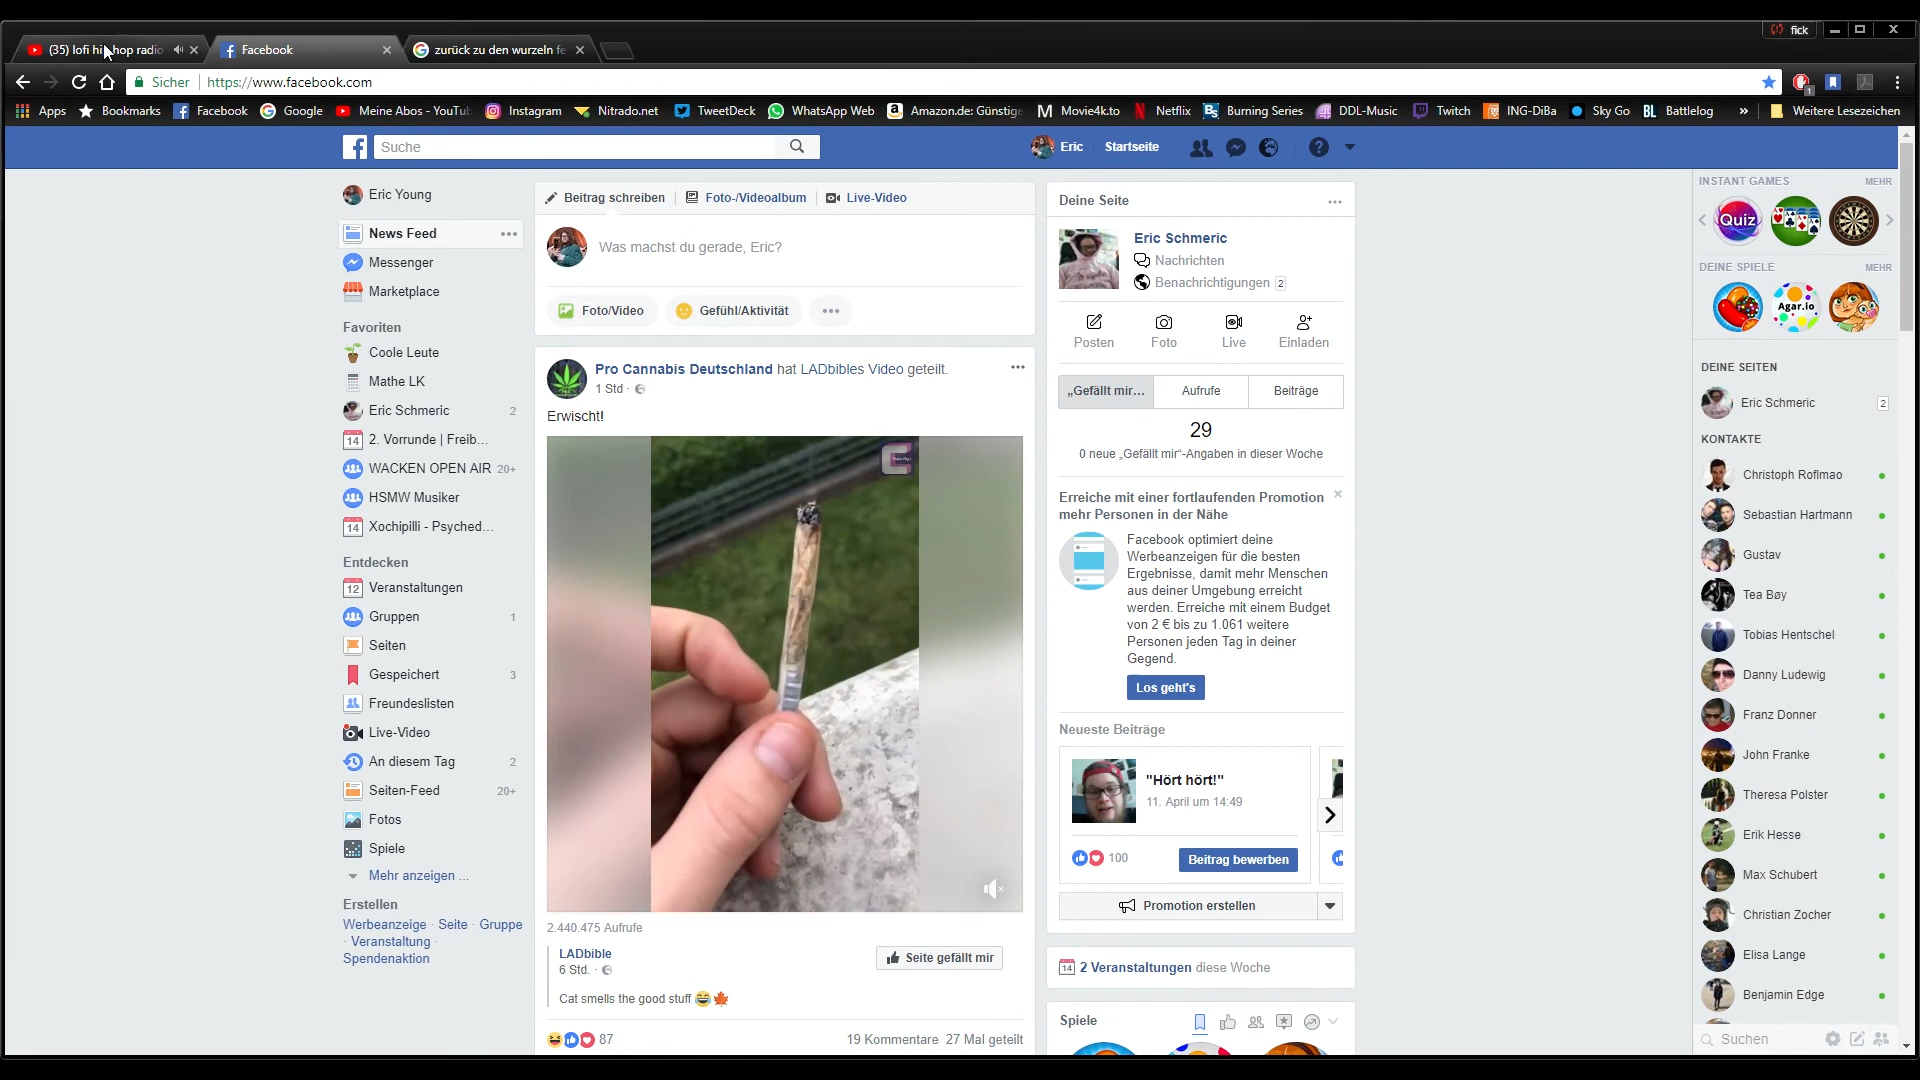 (35) lofi hip hop radio
Facebook
zurück zu den wurzeln fe
fick
Sicher
https://www.facebook.com
1
Apps
Bookmarks
Facebook
Google
Meine Abos - YouTub
Instagram
Nitrado.net
TweetDeck
WhatsApp Web
Amazon.de: Günstige
Movie4k.to
Netflix
Burning Series
DDL-Music
Twitch
ING-DiBa
Sky Go
BL Battlelog
»
Weitere Lesezeichen
Suche
Eric
Startseite
Eric Young
News Feed
Messenger
Marketplace
Favoriten
Coole Leute
Mathe LK
Eric Schmeric 2
14 2. Vorrunde | Freib...
WACKEN OPEN AIR 20+
HSMW Musiker
14 Xochipilli - Psyched...
Entdecken
12 Veranstaltungen
Gruppen 1
Seiten
Gespeichert 3
Freundeslisten
Live-Video
An diesem Tag 2
Seiten-Feed 20+
Fotos
Spiele
Mehr anzeigen ...
Erstellen
Werbeanzeige · Seite · Gruppe
· Veranstaltung ·
Spendenaktion
Beitrag schreiben
Foto-/Videoalbum
Live-Video
Was machst du gerade, Eric?
Foto/Video
Gefühl/Aktivität
Pro Cannabis Deutschland hat LADbibles Video geteilt.
1 Std ·
Erwischt!
2.440.475 Aufrufe
LADbible
6 Std. ·
Seite gefällt mir
Cat smells the good stuff
87
19 Kommentare 27 Mal geteilt
Deine Seite
Eric Schmeric
Nachrichten
Benachrichtigungen 2
Posten
Foto
Live
Einladen
„Gefällt mir...
Aufrufe
Beiträge
29
0 neue „Gefällt mir“-Angaben in dieser Woche
Erreiche mit einer fortlaufenden Promotion
mehr Personen in der Nähe
Facebook optimiert deine
Werbeanzeigen für die besten
Ergebnisse, damit mehr Menschen
aus deiner Umgebung erreicht
werden. Erreiche mit einem Budget
von 2 € bis zu 1.061 weitere
Personen jeden Tag in deiner
Gegend.
Los geht's
Neueste Beiträge
"Hört hört!"
11. April um 14:49
100
Beitrag bewerben
Promotion erstellen
14 2 Veranstaltungen diese Woche
Spiele
INSTANT GAMES MEHR
Quiz
DEINE SPIELE MEHR
Agar.io
DEINE SEITEN
Eric Schmeric 2
KONTAKTE
Christoph Roflmao
Sebastian Hartmann
Gustav
Tea Bøy
Tobias Hentschel
Danny Ludewig
Franz Donner
John Franke
Theresa Polster
Erik Hesse
Max Schubert
Christian Zocher
Elisa Lange
Benjamin Edge
Suchen